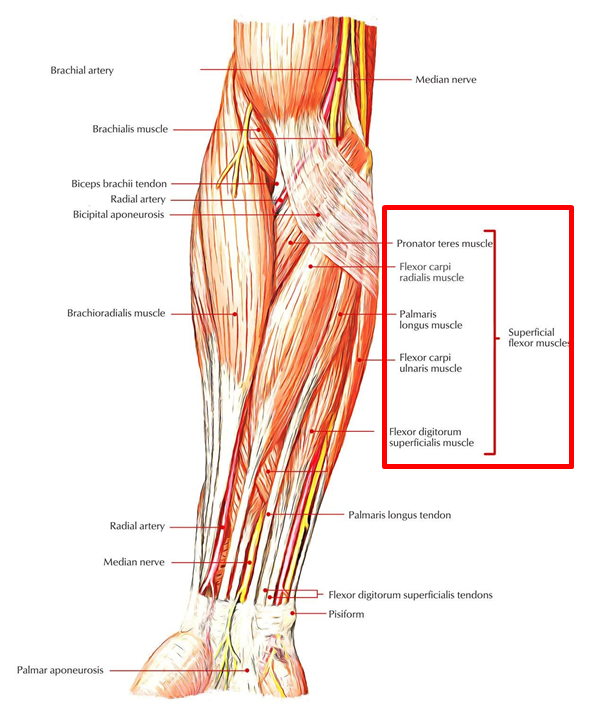 Brachial artery
Median nerve
Brachialis muscle
Biceps brachii tendon
Radial artery
Bicipital aponeurosis
Pronator teres muscle
Flexor carpi
radialis muscle
Brachioradialis muscle
Palmaris
longus muscle
Superficial
flexor muscles
Flexor carpi
ulnaris muscle
Flexor digitorum
superficialis muscle
Palmaris longus tendon
Radial artery
Median nerve
Flexor digitorum superficialis tendons
Pisiform
Palmar aponeurosis